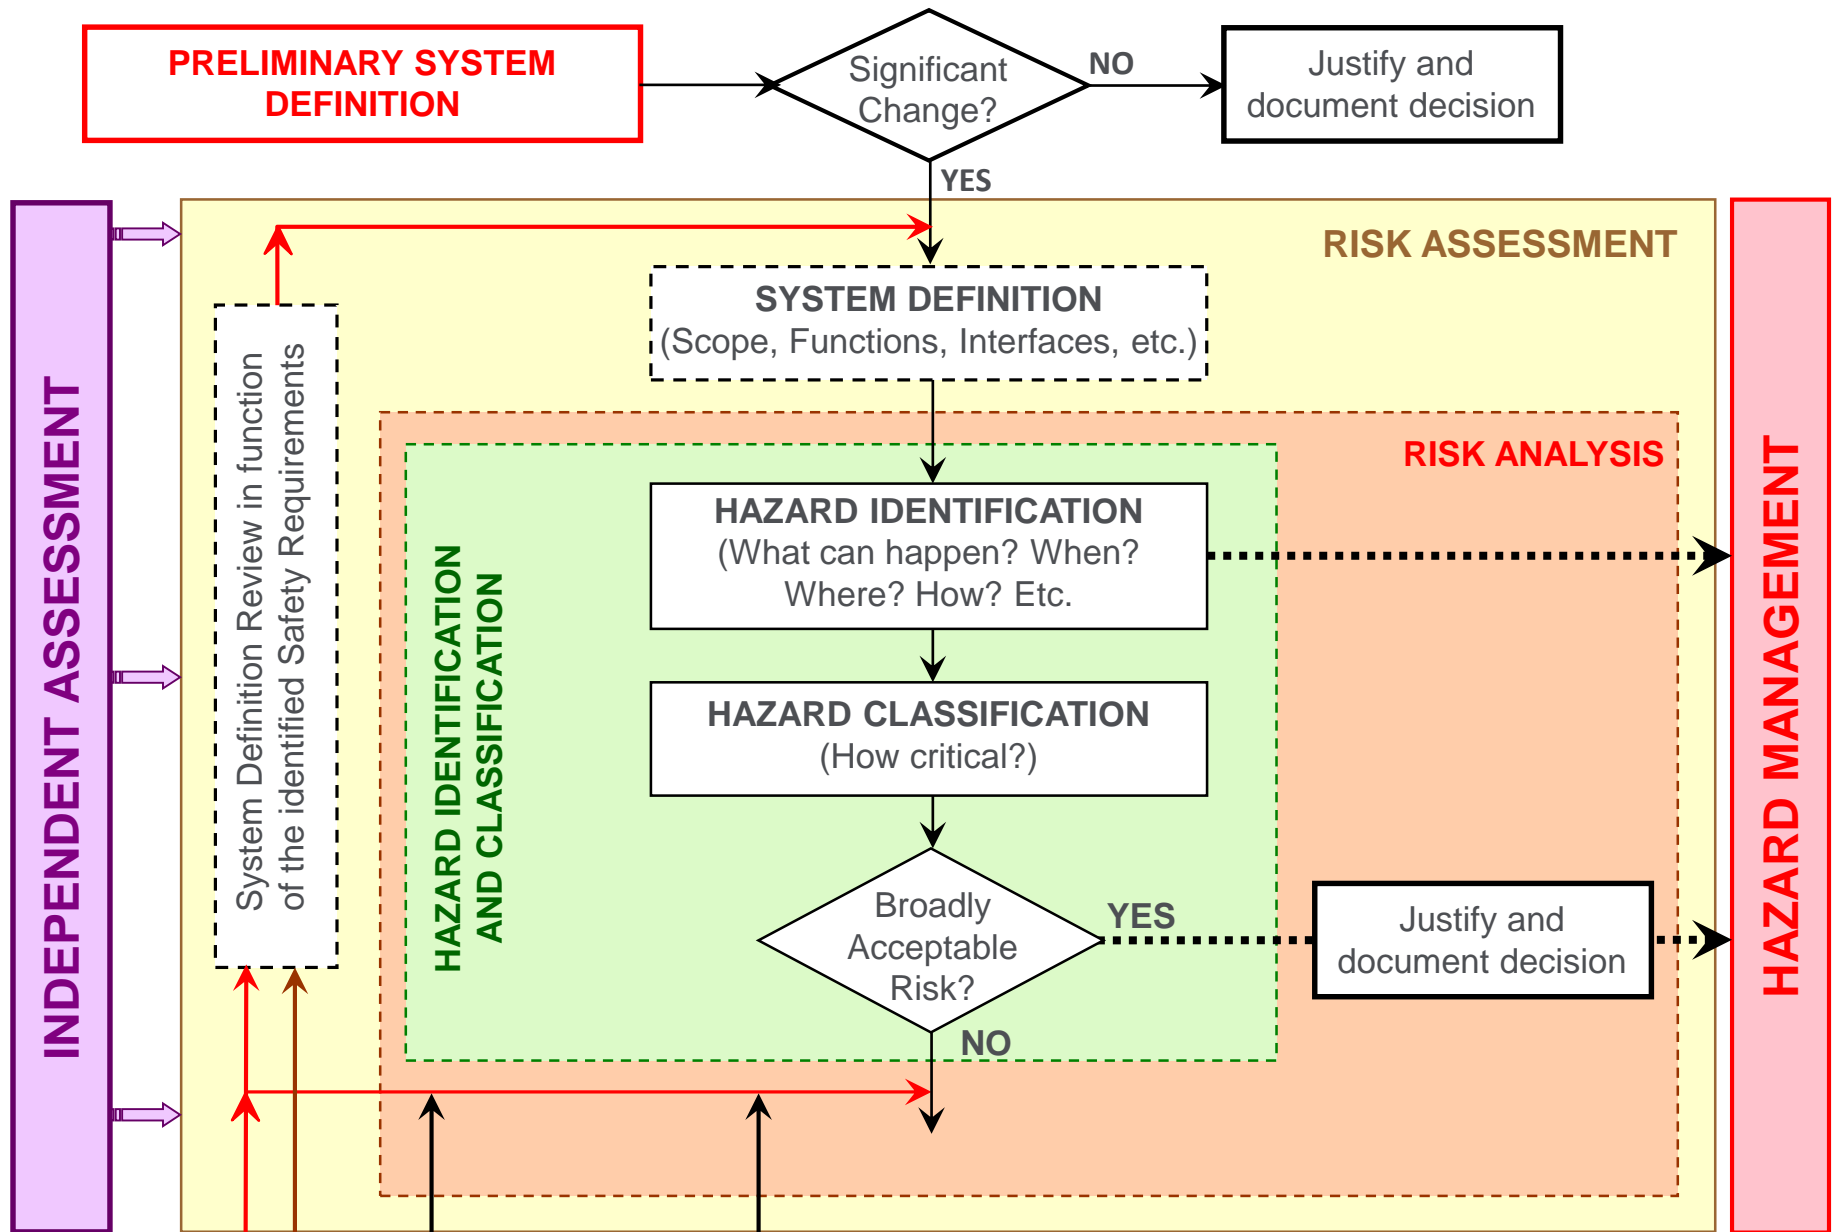 PRELIMINARY SYSTEM
DEFINITION
Significant
Change?
NO
Justify and
document decision
YES
INDEPENDENT ASSESSMENT
RISK ASSESSMENT
SYSTEM DEFINITION
(Scope, Functions, Interfaces, etc.)
System Definition Review in function
of the identified Safety Requirements
RISK ANALYSIS
HAZARD IDENTIFICATION
AND CLASSIFICATION
HAZARD IDENTIFICATION
(What can happen? When?
Where? How? Etc.
HAZARD CLASSIFICATION
(How critical?)
Broadly
Acceptable
Risk?
YES
Justify and
document decision
NO
HAZARD MANAGEMENT